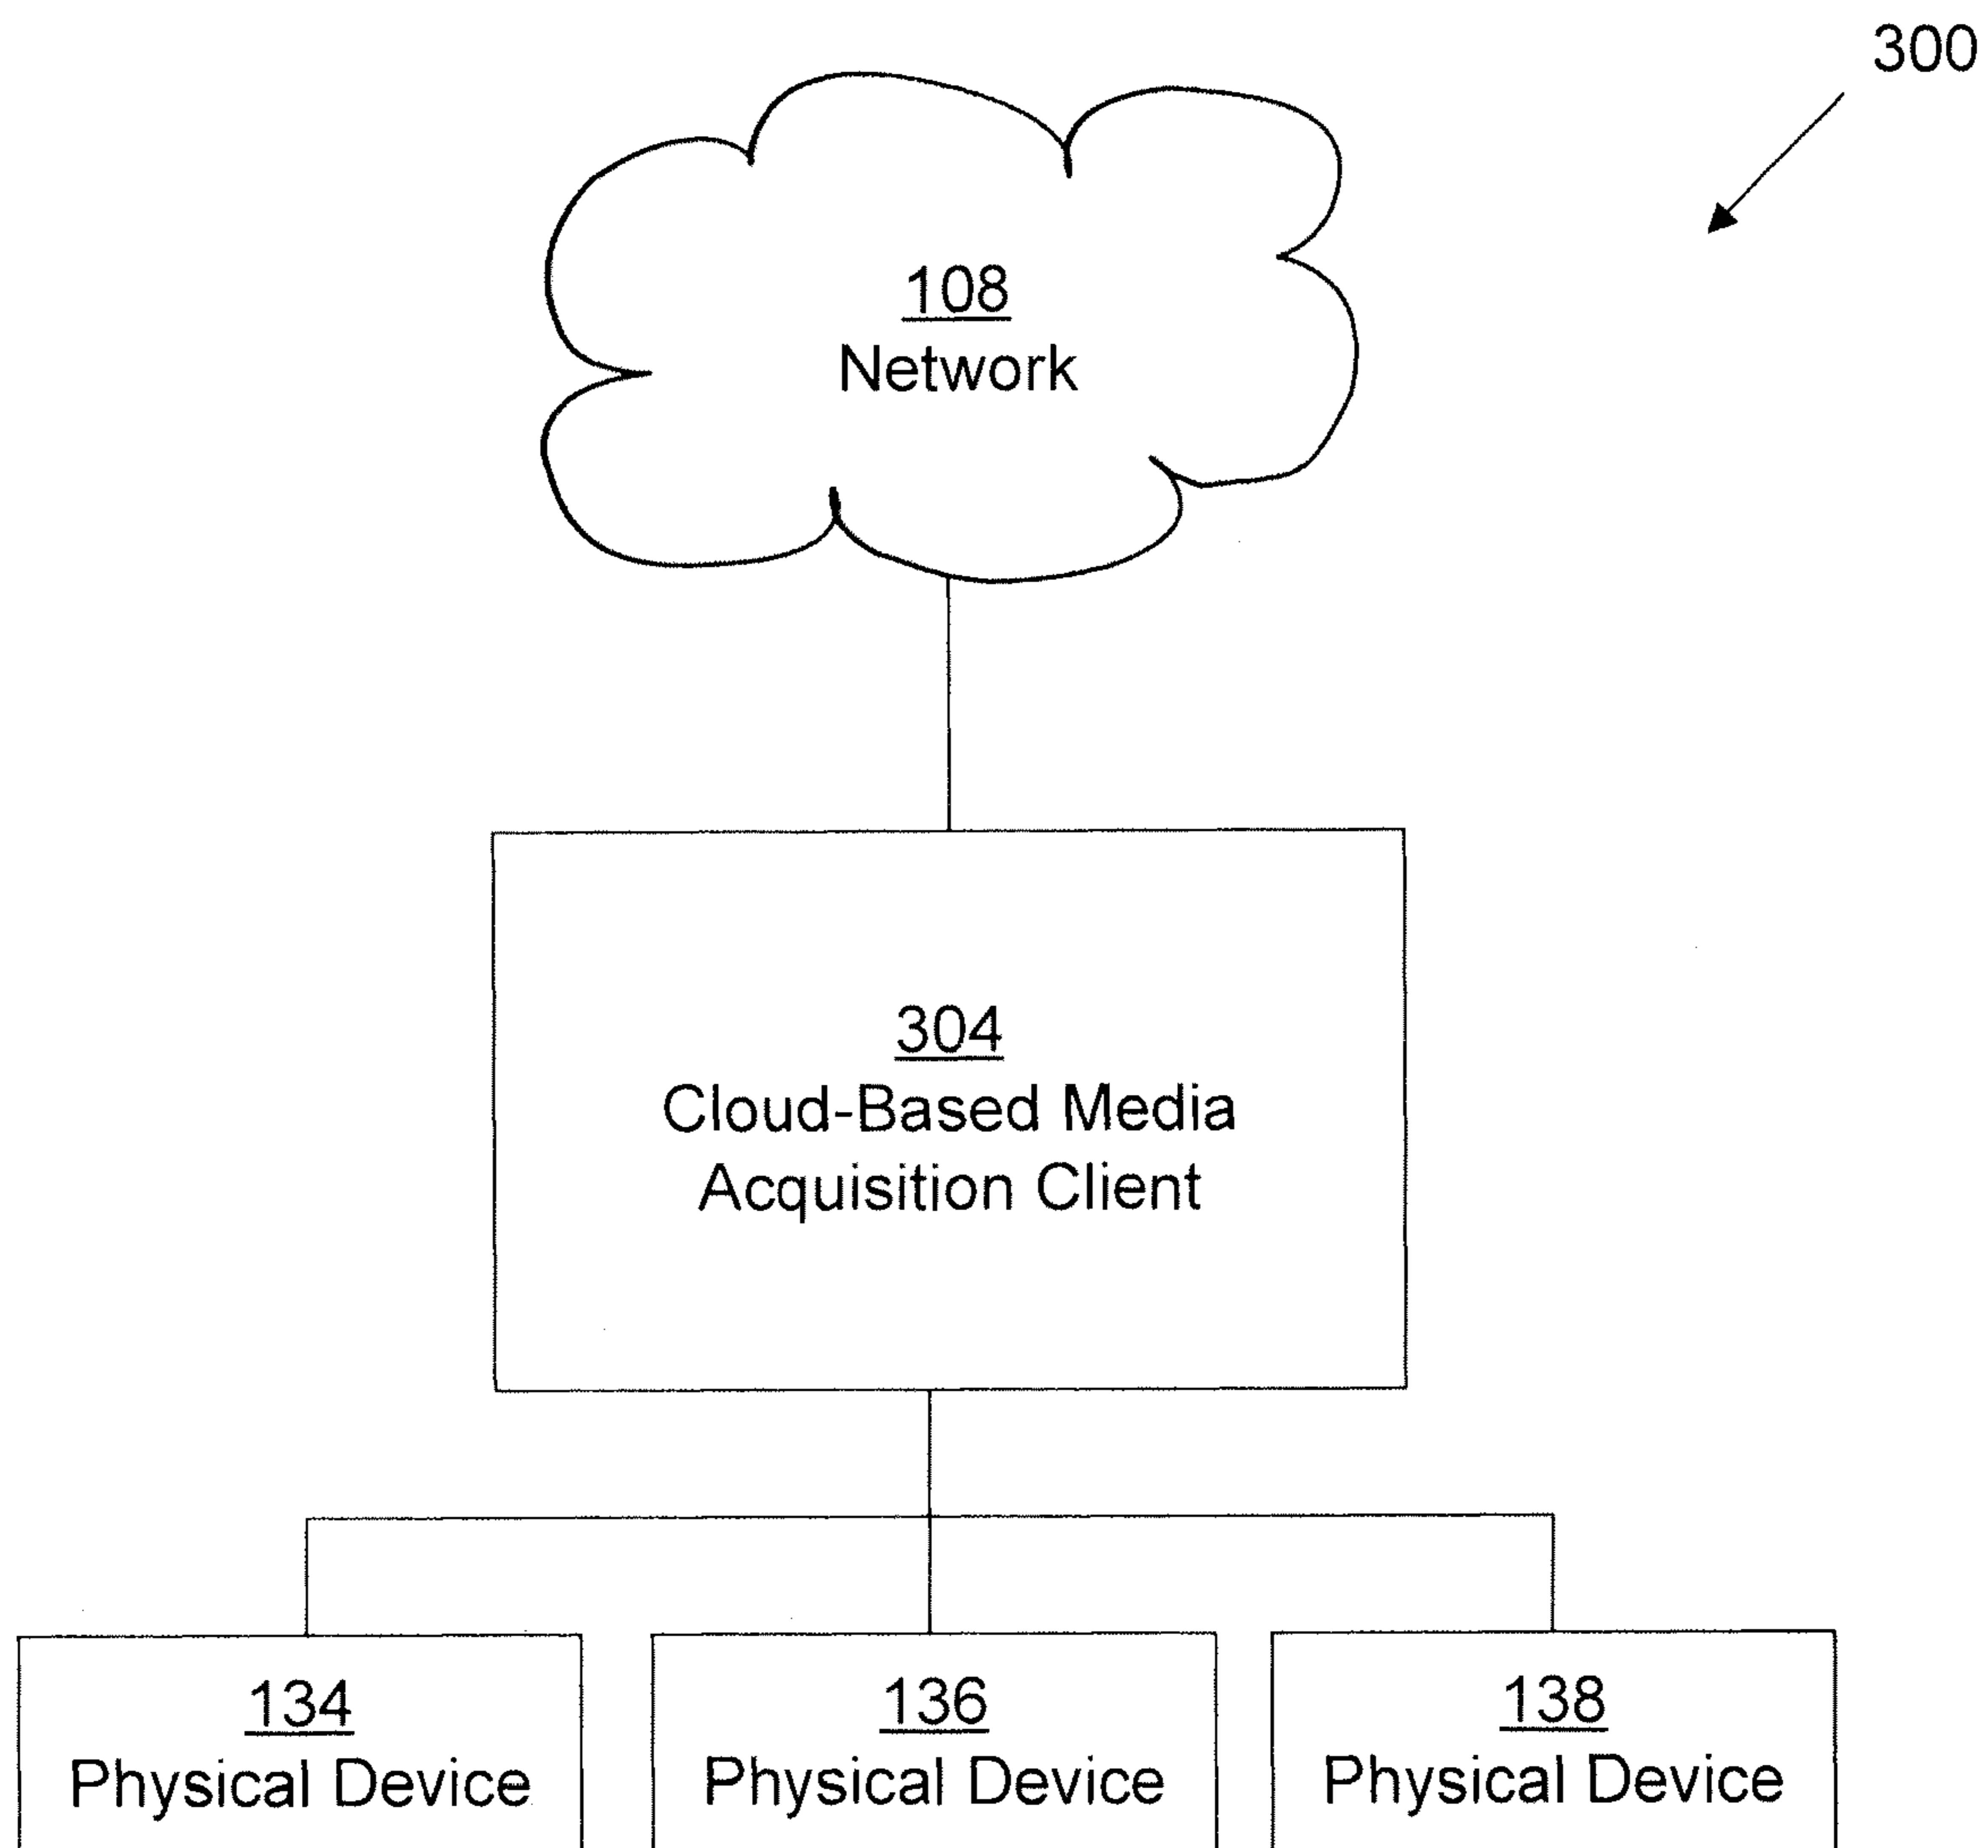 300
108
Network
304
Cloud-Based Media
Acquisition Client
134
Physical Device
136
Physical Device
138
Physical Device